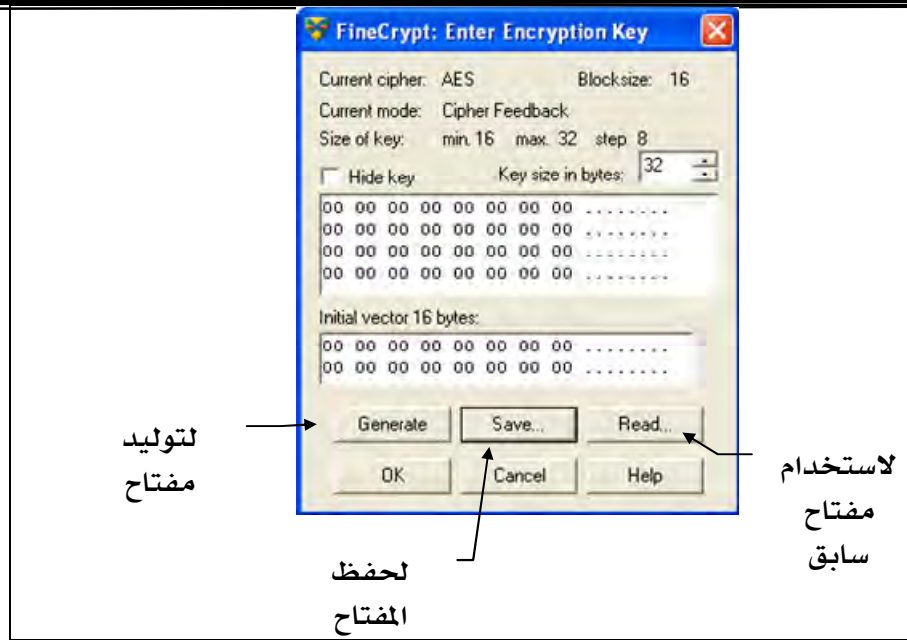 FineCrypt: Enter Encryption Key
Current cipher: AES Blocksize: 16
Current mode: Cipher Feedback
Size of key: min. 16 max. 32 step 8
Hide key Key size in bytes: 32
00 00 00 00 00 00 00 00 ........
00 00 00 00 00 00 00 00 ........
00 00 00 00 00 00 00 00 ........
00 00 00 00 00 00 00 00 ........
Initial vector 16 bytes:
00 00 00 00 00 00 00 00 ........
00 00 00 00 00 00 00 00 ........
Generate Save... Read...
OK Cancel Help
لتوليد
مفتاح
لحفظ
المفتاح
لاستخدام
مفتاح
سابق